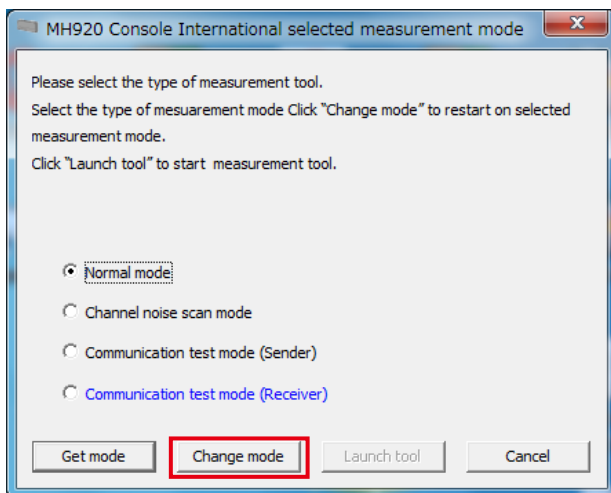 MH920 Console International selected measurement mode
Please select the type of measurement tool.
Select the type of mesuarement mode Click “Change mode” to restart on selected
measurement mode.
Click “Launch tool” to start measurement tool.
Normal mode
Channel noise scan mode
Communication test mode (Sender)
Communication test mode (Receiver)
Get mode Change mode Launch tool Cancel